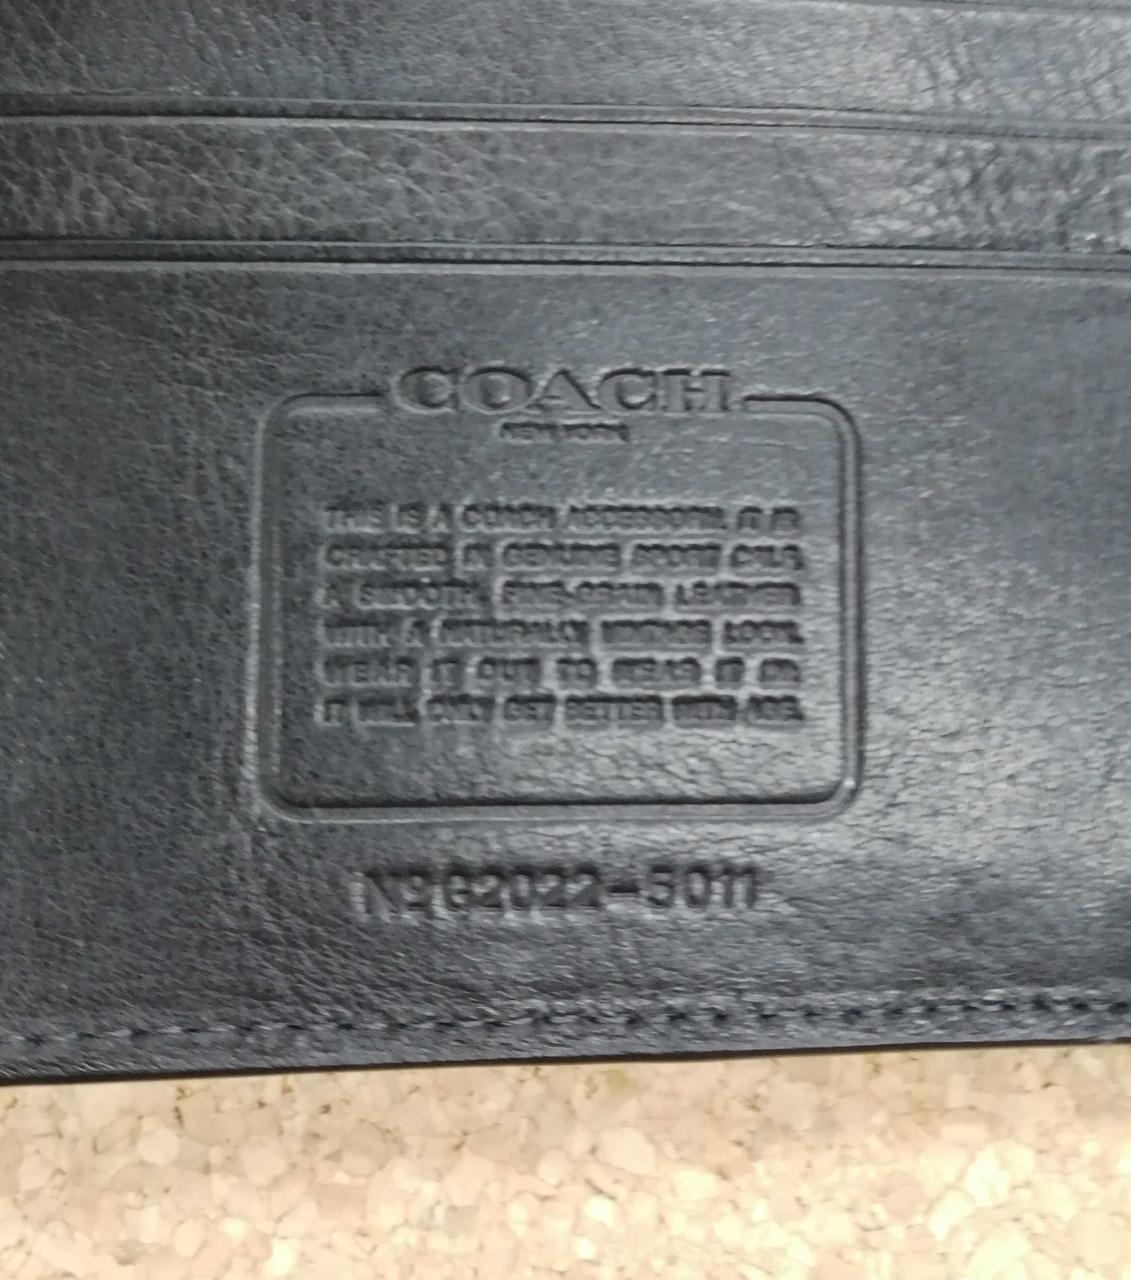 COACH
NEW YORK
THIS IS A COACH ACCESSORY. IT IS
CRAFTED IN GENUINE SPORT CALF,
A SMOOTH, FINE-GRAIN LEATHER
WITH A NATURALLY VINTAGE LOOK.
WEAR IT OUT TO WEAR IT IN.
IT WILL ONLY GET BETTER WITH AGE.
Nº G2022-5011